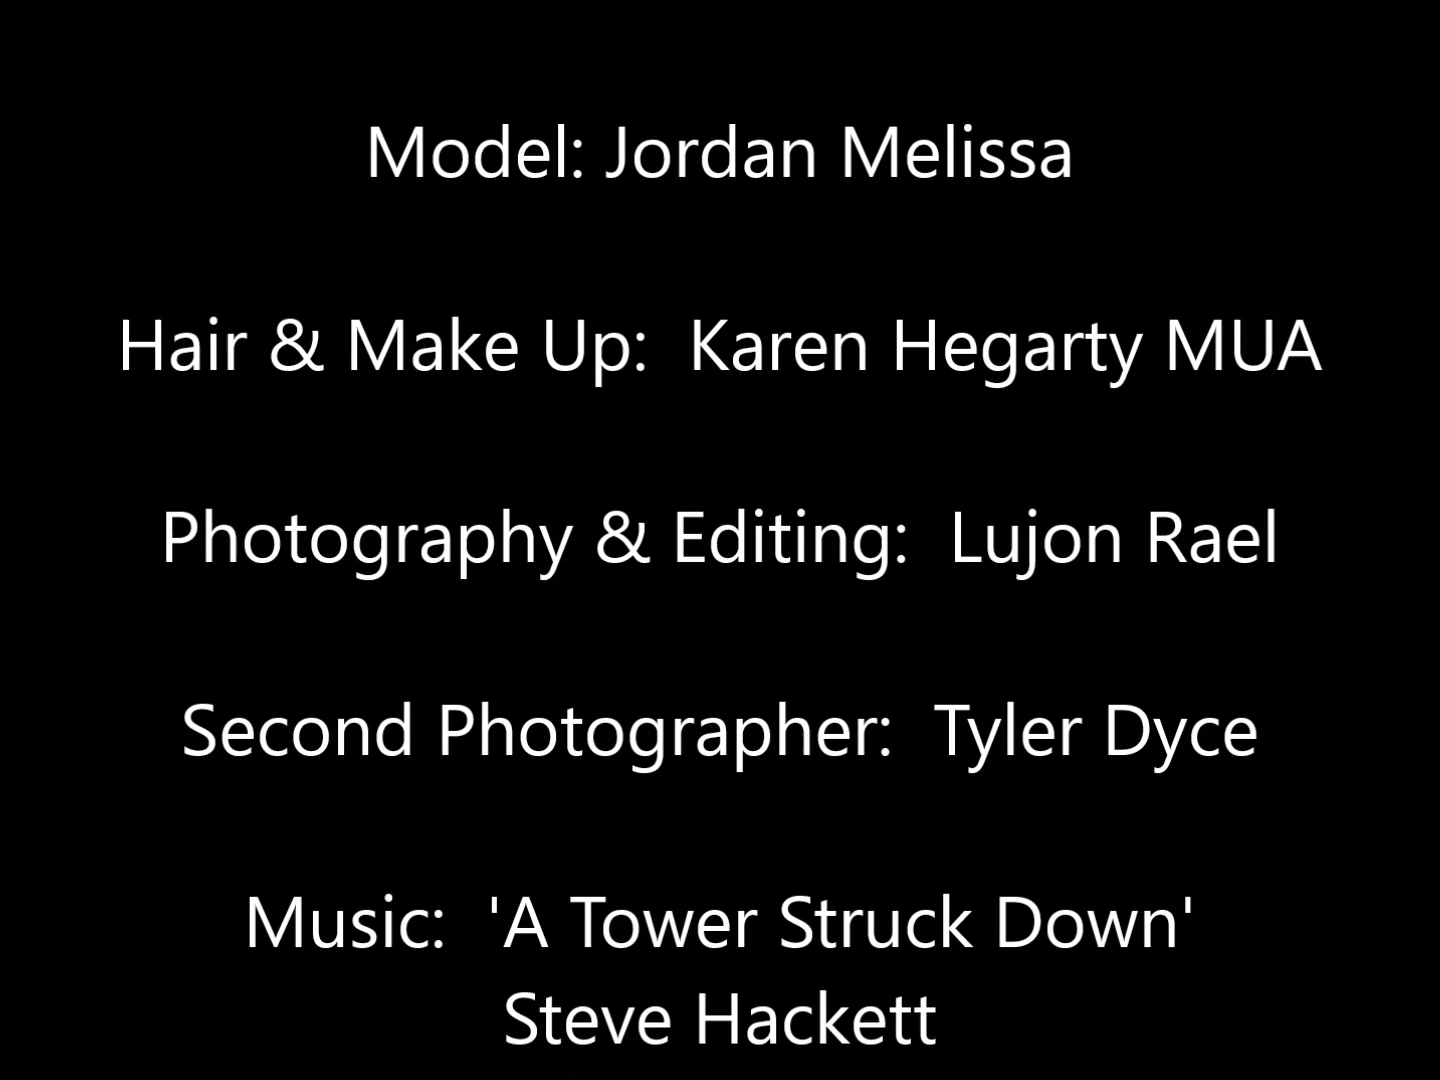 Model: Jordan Melissa
Hair & Make Up:  Karen Hegarty MUA
Photography & Editing:  Lujon Rael
Second Photographer:  Tyler Dyce
Music:  'A Tower Struck Down'
Steve Hackett